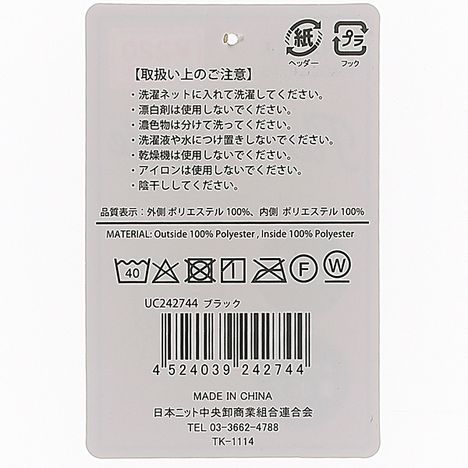 紙
プラ
ヘッダー
フック
【取扱い上のご注意】
・洗濯ネットに入れて洗濯してください。
・漂白剤は使用しないでください。
・濃色物は分けて洗ってください。
・洗濯液や水につけ置きしないでください。
・乾燥機は使用しないでください。
・アイロンは使用しないでください。
・陰干ししてください。
品質表示：外側 ポリエステル 100%、内側 ポリエステル 100%
MATERIAL: Outside 100% Polyester , Inside 100% Polyester
40
F
W
UC242744 ブラック
4 524039 242744
MADE IN CHINA
日本ニット中央卸商業組合連合会
TEL 03-3662-4788
TK-1114